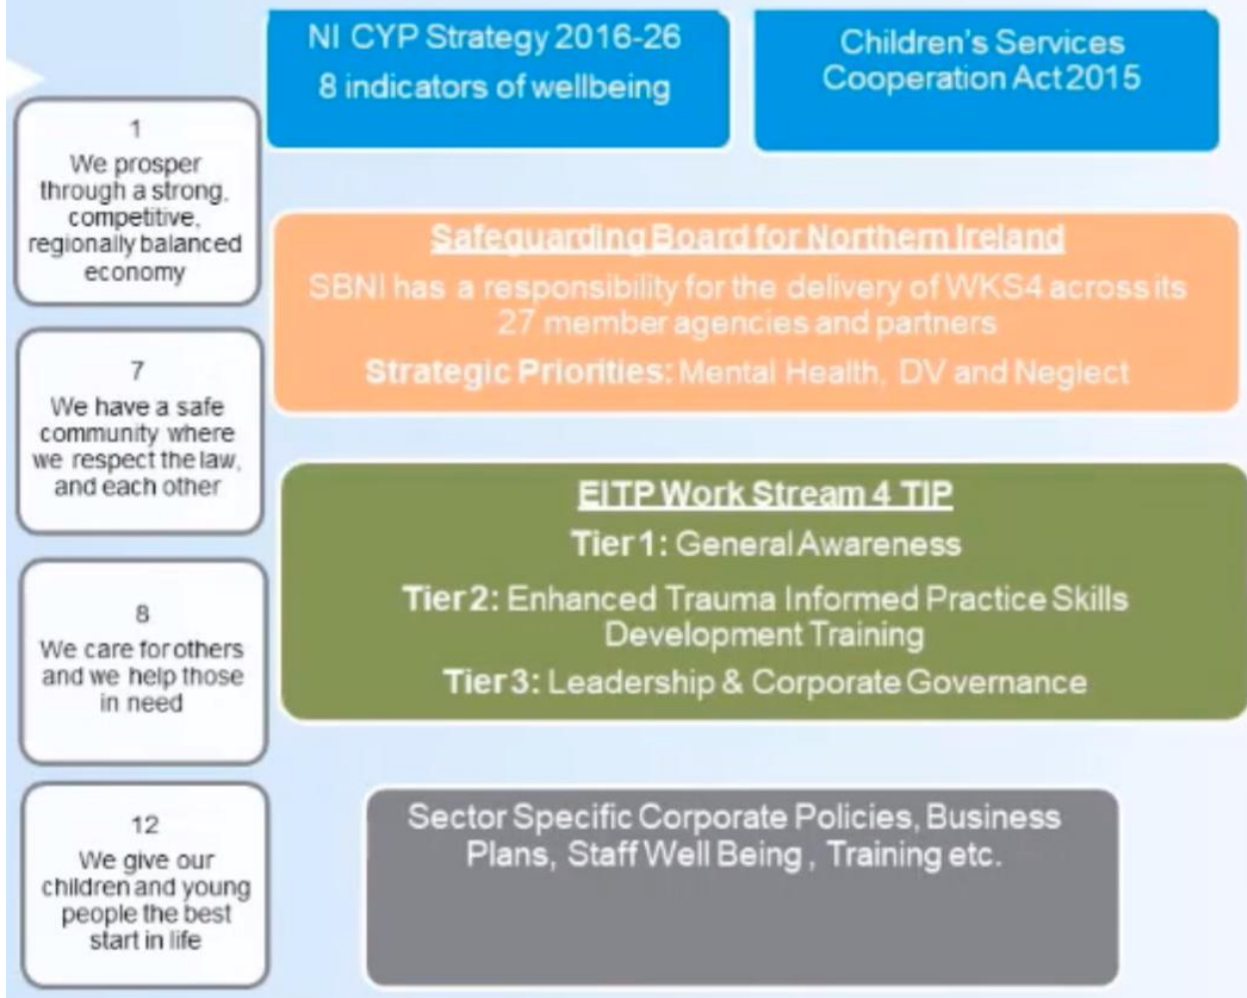 NI CYP Strategy 2016-26
8 indicators of wellbeing
Children's Services
Cooperation Act 2015
1
We prosper
through a strong,
competitive,
regionally balanced
economy
7
We have a safe
community where
we respect the law,
and each other
8
We care for others
and we help those
in need
12
We give our
children and young
people the best
start in life
Safeguarding Board for Northern Ireland
SBNI has a responsibility for the delivery of WKS4 across its
27 member agencies and partners
Strategic Priorities: Mental Health, DV and Neglect
EITP Work Stream 4 TIP
Tier 1: General Awareness
Tier 2: Enhanced Trauma Informed Practice Skills
Development Training
Tier 3: Leadership & Corporate Governance
Sector Specific Corporate Policies, Business
Plans, Staff Well Being , Training etc.